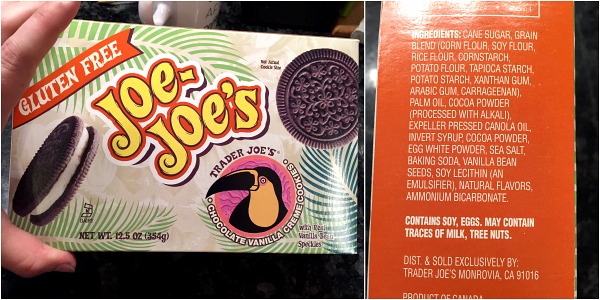 GLUTEN FREE
JOE-
JOE'S
Not Actual
Cookie Size
TRADER JOE'S
CHOCOLATE VANILLA CREME COOKIES
with Real
Vanilla Bean
Speckles
NET WT. 12.5 OZ (354g)
INGREDIENTS: CANE SUGAR, GRAIN
BLEND (CORN FLOUR, SOY FLOUR,
RICE FLOUR, CORNSTARCH,
POTATO FLOUR, TAPIOCA STARCH,
POTATO STARCH, XANTHAN GUM,
ARABIC GUM, CARRAGEENAN),
PALM OIL, COCOA POWDER
(PROCESSED WITH ALKALI),
EXPELLER PRESSED CANOLA OIL,
INVERT SYRUP, COCOA POWDER,
EGG WHITE POWDER, SEA SALT,
BAKING SODA, VANILLA BEAN
SEEDS, SOY LECITHIN (AN
EMULSIFIER), NATURAL FLAVORS,
AMMONIUM BICARBONATE.
CONTAINS SOY, EGGS. MAY CONTAIN
TRACES OF MILK, TREE NUTS.
DIST. & SOLD EXCLUSIVELY BY:
TRADER JOE'S MONROVIA, CA 91016
PRODUCT OF CANADA